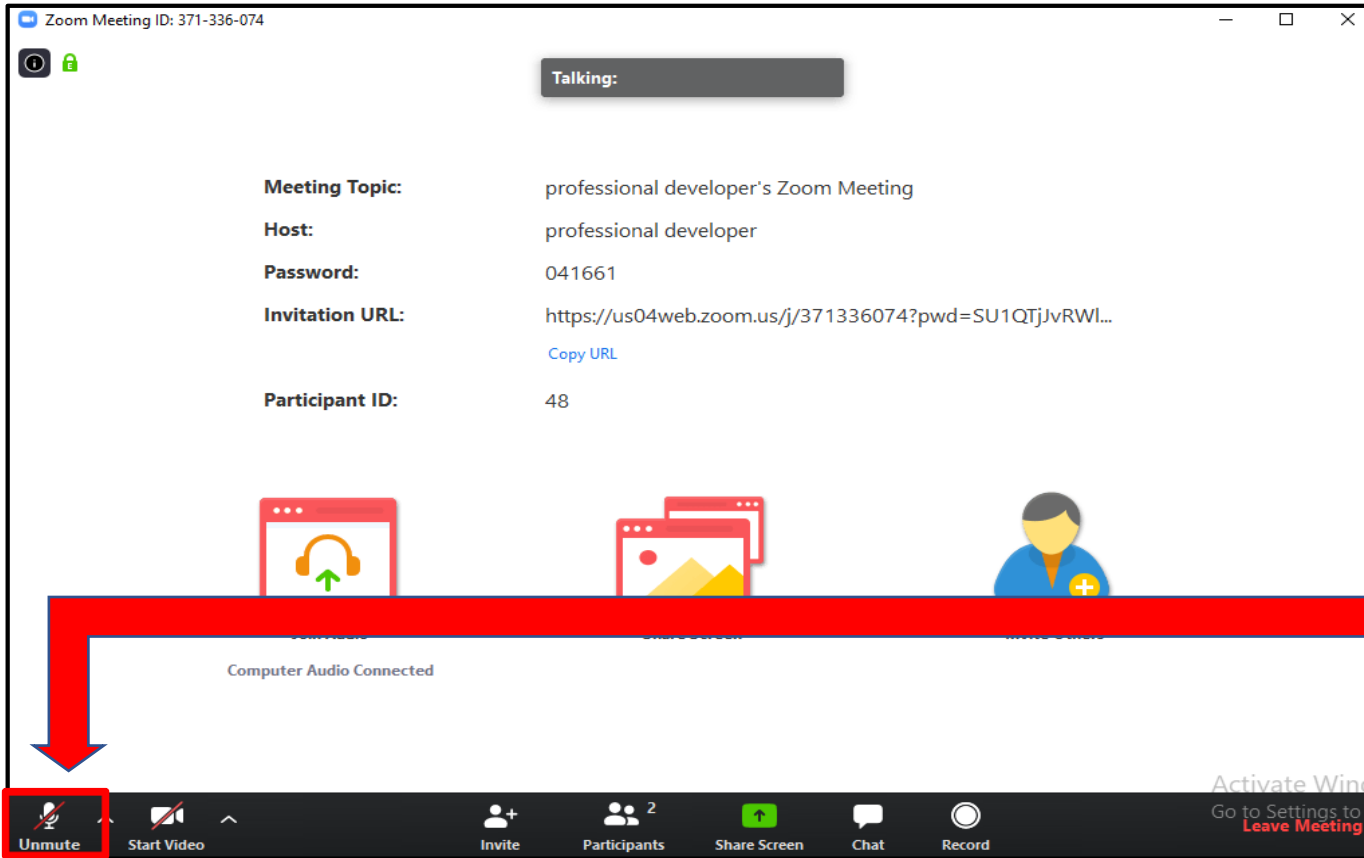 Zoom Meeting ID: 371-336-074
Talking:
Meeting Topic: professional developer's Zoom Meeting
Host: professional developer
Password: 041661
Invitation URL: https://us04web.zoom.us/j/371336074?pwd=SU1QTjJvRWl...
Copy URL
Participant ID: 48
Computer Audio Connected
Activate Win
Go to Settings to
Leave Meeting
2
Unmute Start Video Invite Participants Share Screen Chat Record